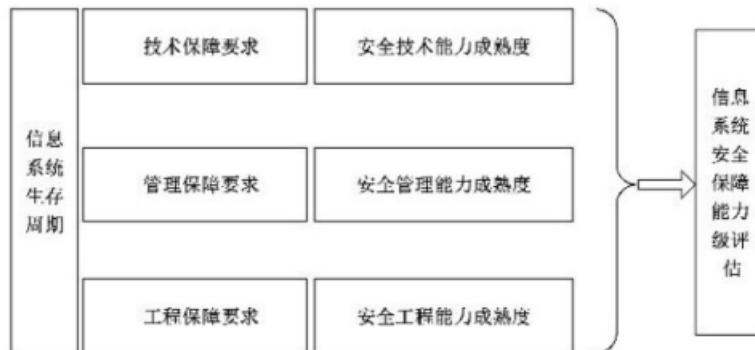 技术保障要求
安全技术能力成熟度
信息
系统
生存
周期
管理保障要求
安全管理能力成熟度
工程保障要求
安全工程能力成熟度
信息
系统
安全
保障
能力
级评
估